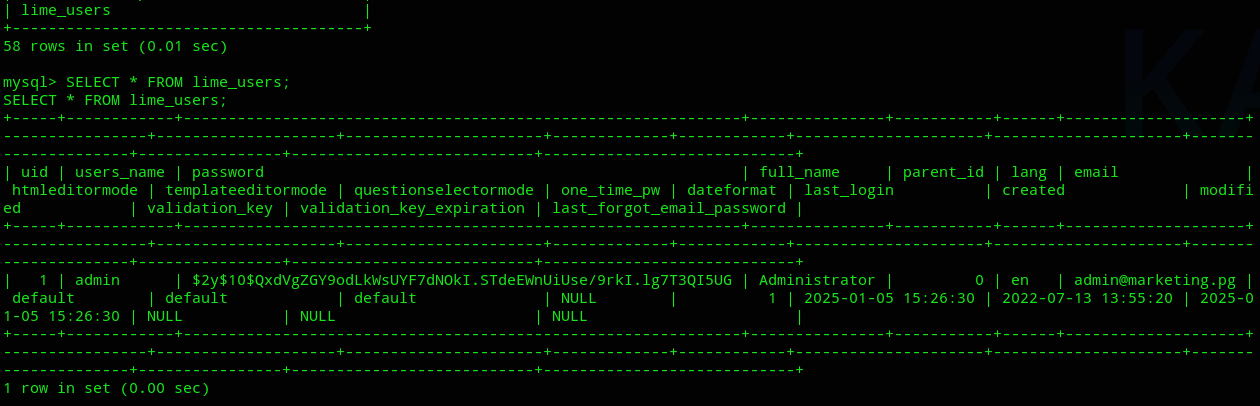 | lime_users                            |
+---------------------------------------+
58 rows in set (0.01 sec)
mysql> SELECT * FROM lime_users;
SELECT * FROM lime_users;
+-----+------------+--------------------------------------------------------------+---------------+-----------+------+--------------------+
----------------+--------------------+----------------------+------------+------------+---------------------+---------------------+-------
--------------+----------------+---------------------------+----------------------------+
| uid | users_name | password                                                     | full_name     | parent_id | lang | email              |
 htmleditormode | templateeditormode | questionselectormode | one_time_pw | dateformat | last_login          | created             | modifi
ed            | validation_key | validation_key_expiration | last_forgot_email_password |
+-----+------------+--------------------------------------------------------------+---------------+-----------+------+--------------------+
----------------+--------------------+----------------------+------------+------------+---------------------+---------------------+-------
--------------+----------------+---------------------------+----------------------------+
|   1 | admin      | $2y$10$QxdVgZGY9odLkWsUYF7dNOkI.STdeEWnUiUse/9rkI.lg7T3QI5UG | Administrator |         0 | en   | admin@marketing.pg |
 default        | default            | default              | NULL        |          1 | 2025-01-05 15:26:30 | 2022-07-13 13:55:20 | 2025-0
1-05 15:26:30 | NULL           | NULL                      | NULL                       |
+-----+------------+--------------------------------------------------------------+---------------+-----------+------+--------------------+
----------------+--------------------+----------------------+------------+------------+---------------------+---------------------+-------
--------------+----------------+---------------------------+----------------------------+
1 row in set (0.00 sec)